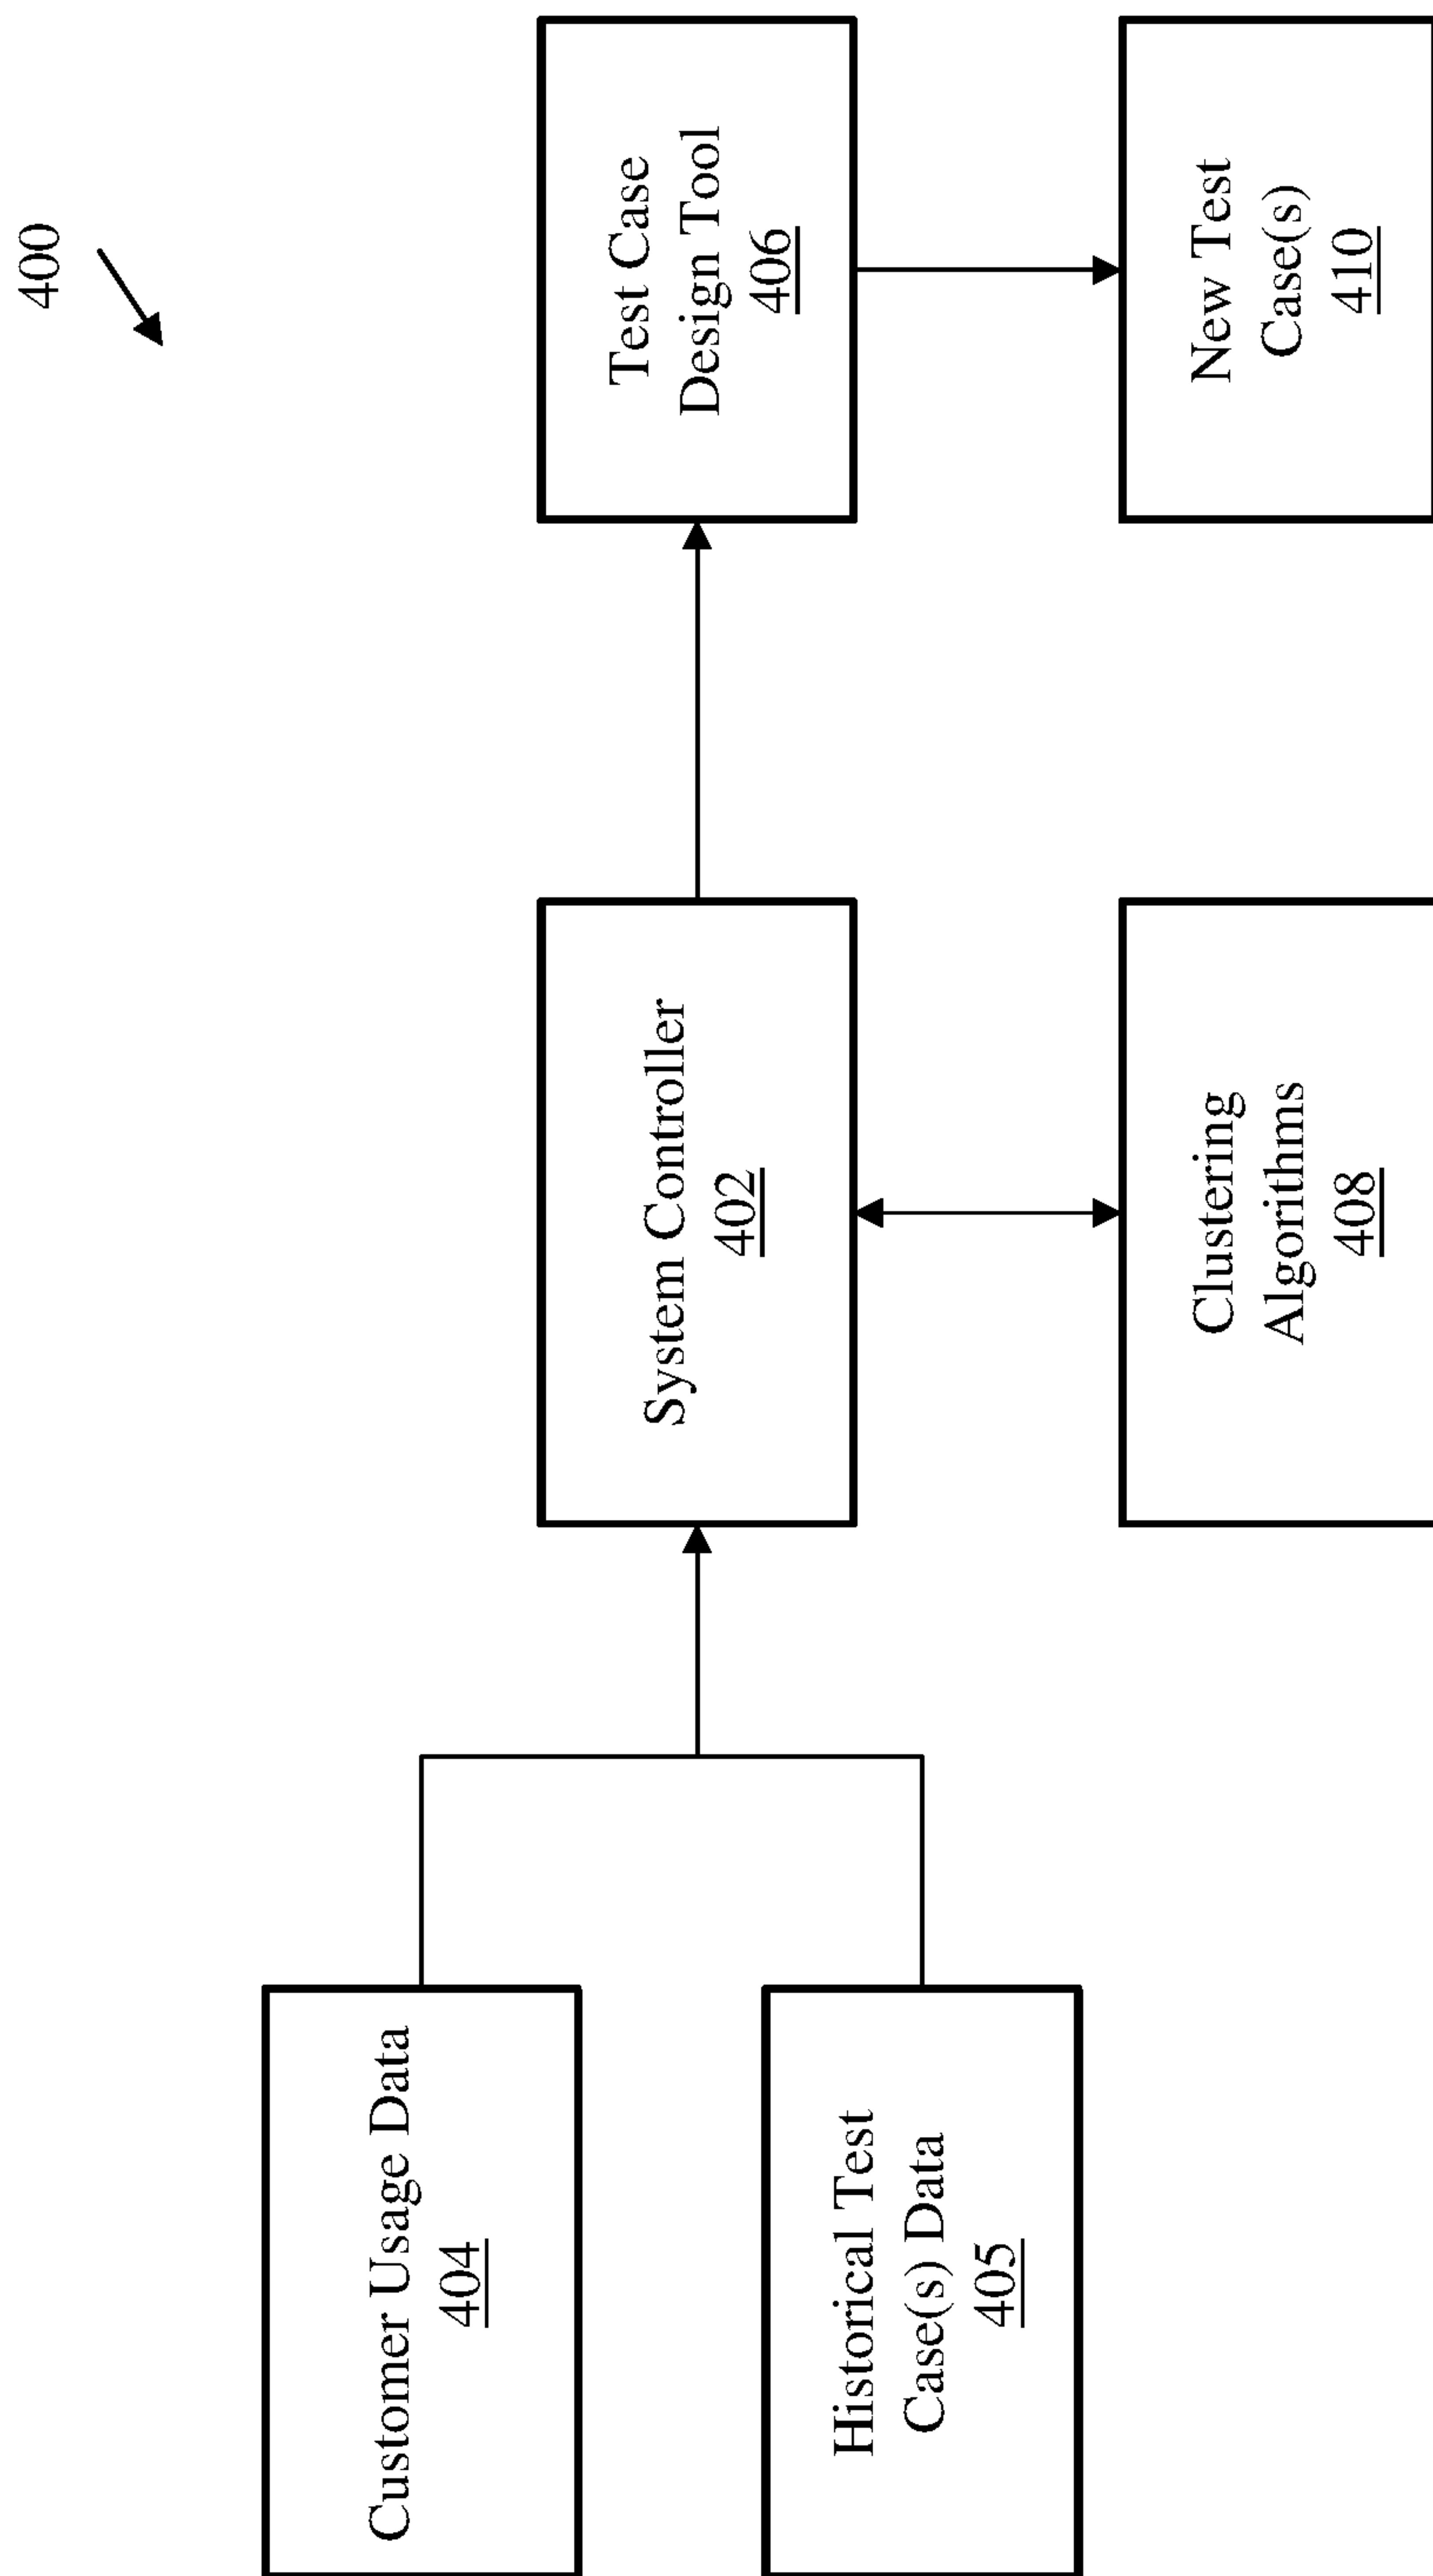 400
Customer Usage Data
404
Historical Test
Case(s) Data
405
System Controller
402
Clustering
Algorithms
408
Test Case
Design Tool
406
New Test
Case(s)
410